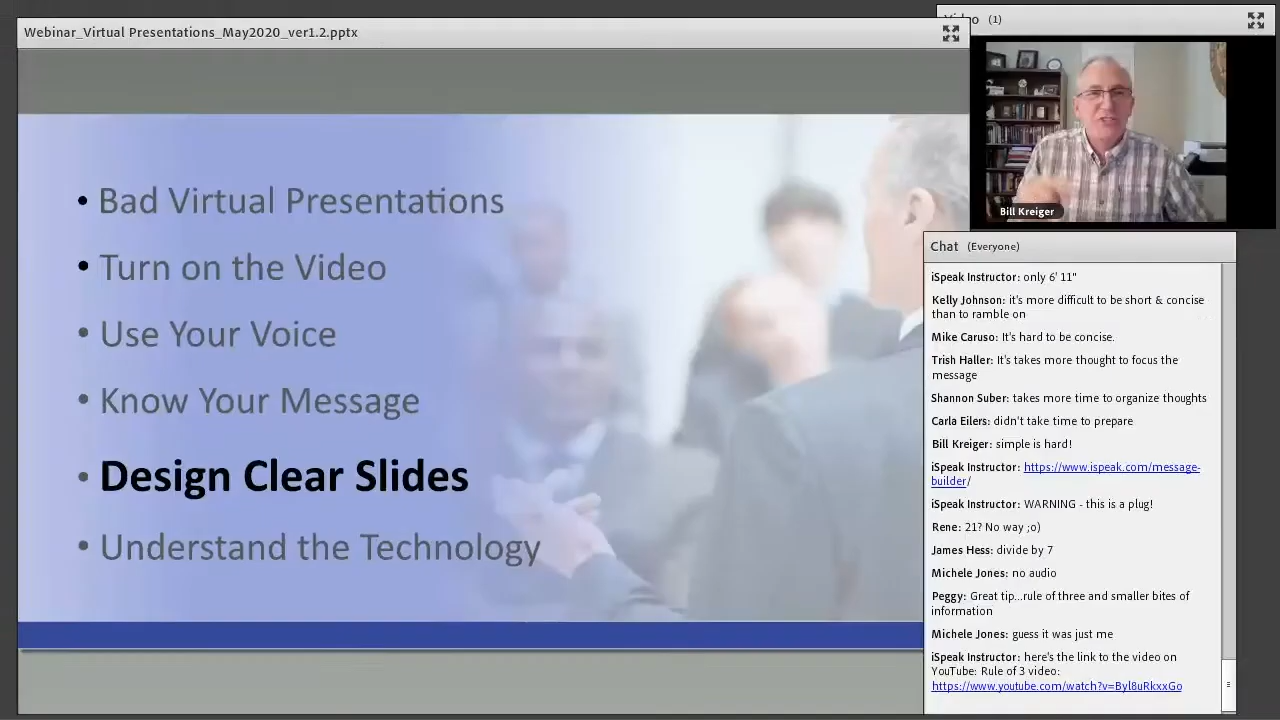 Webinar_Virtual Presentations_May2020_ver1.2.pptx
Video (1)
• Bad Virtual Presentations
• Turn on the Video
• Use Your Voice
• Know Your Message
• Design Clear Slides
• Understand the Technology
Bill Kreiger
Chat (Everyone)
iSpeak Instructor: only 6' 11"
Kelly Johnson: it's more difficult to be short & concise
than to ramble on
Mike Caruso: It's hard to be concise.
Trish Haller: It's takes more thought to focus the
message
Shannon Suber: takes more time to organize thoughts
Carla Eilers: didn't take time to prepare
Bill Kreiger: simple is hard!
iSpeak Instructor: https://www.ispeak.com/message-
builder/
iSpeak Instructor: WARNING - this is a plug!
Rene: 21? No way ;o)
James Hess: divide by 7
Michele Jones: no audio
Peggy: Great tip...rule of three and smaller bites of
information
Michele Jones: guess it was just me
iSpeak Instructor: here's the link to the video on
YouTube: Rule of 3 video:
https://www.youtube.com/watch?v=Byl8uRkxxGo